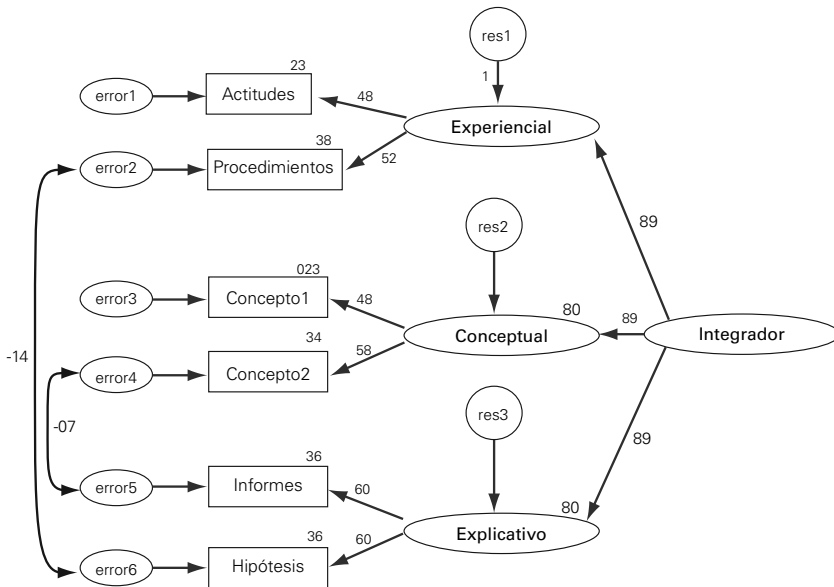 res1
23
1
error1
Actitudes
48
Experiencial
38
52
error2
Procedimientos
89
res2
023
error3
Concepto1
48
80
89
Conceptual
Integrador
34
58
-14
error4
Concepto2
res3
-07
89
36
error5
Informes
60
80
Explicativo
36
60
error6
Hipótesis